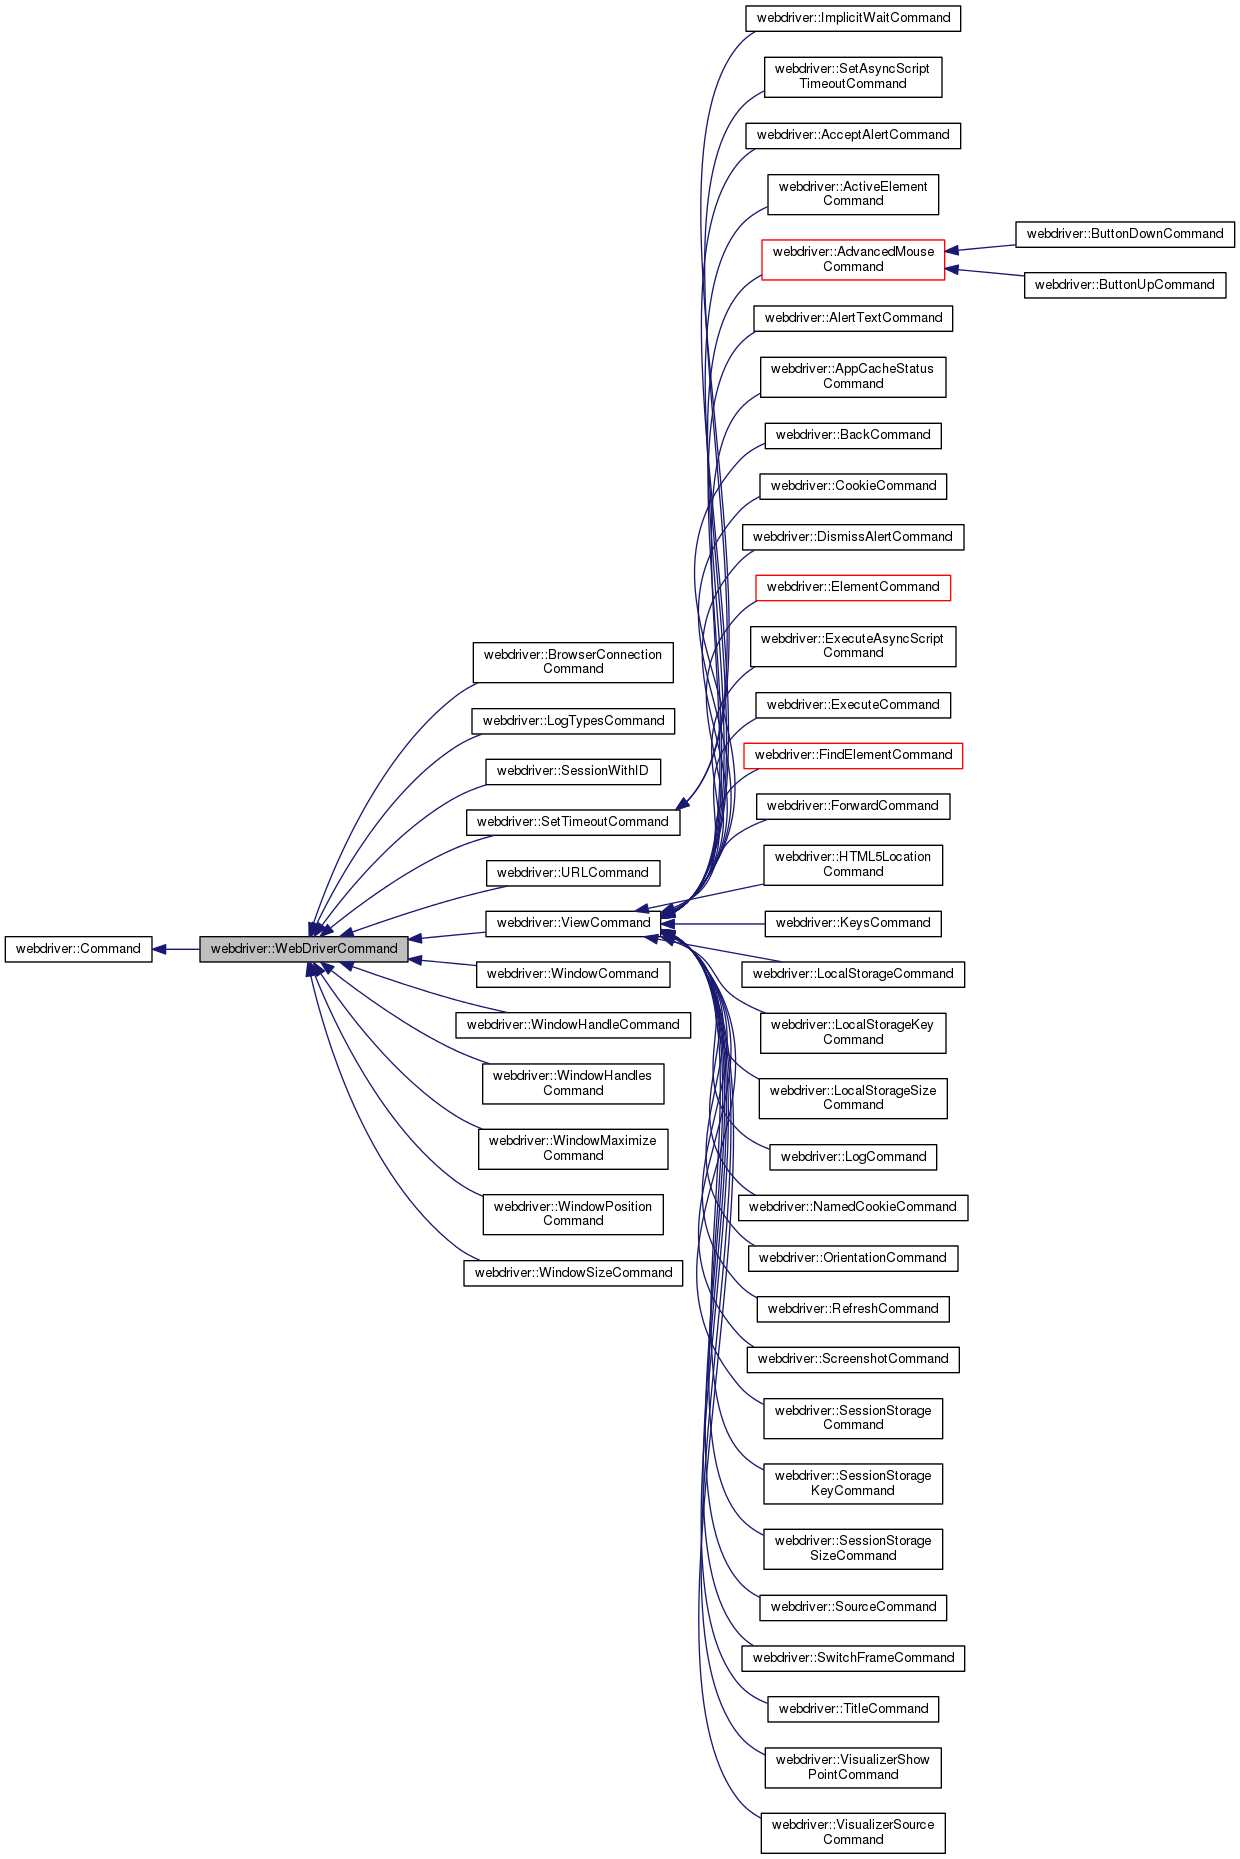 webdriver::Command
webdriver::WebDriverCommand
webdriver::BrowserConnection
Command
webdriver::LogTypesCommand
webdriver::SessionWithID
webdriver::SetTimeoutCommand
webdriver::URLCommand
webdriver::ViewCommand
webdriver::WindowCommand
webdriver::WindowHandleCommand
webdriver::WindowHandles
Command
webdriver::WindowMaximize
Command
webdriver::WindowPosition
Command
webdriver::WindowSizeCommand
webdriver::ImplicitWaitCommand
webdriver::SetAsyncScript
TimeoutCommand
webdriver::AcceptAlertCommand
webdriver::ActiveElement
Command
webdriver::AdvancedMouse
Command
webdriver::AlertTextCommand
webdriver::AppCacheStatus
Command
webdriver::BackCommand
webdriver::CookieCommand
webdriver::DismissAlertCommand
webdriver::ElementCommand
webdriver::ExecuteAsyncScript
Command
webdriver::ExecuteCommand
webdriver::FindElementCommand
webdriver::ForwardCommand
webdriver::HTML5Location
Command
webdriver::KeysCommand
webdriver::LocalStorageCommand
webdriver::LocalStorageKey
Command
webdriver::LocalStorageSize
Command
webdriver::LogCommand
webdriver::NamedCookieCommand
webdriver::OrientationCommand
webdriver::RefreshCommand
webdriver::ScreenshotCommand
webdriver::SessionStorage
Command
webdriver::SessionStorage
KeyCommand
webdriver::SessionStorage
SizeCommand
webdriver::SourceCommand
webdriver::SwitchFrameCommand
webdriver::TitleCommand
webdriver::VisualizerShow
PointCommand
webdriver::VisualizerSource
Command
webdriver::ButtonDownCommand
webdriver::ButtonUpCommand